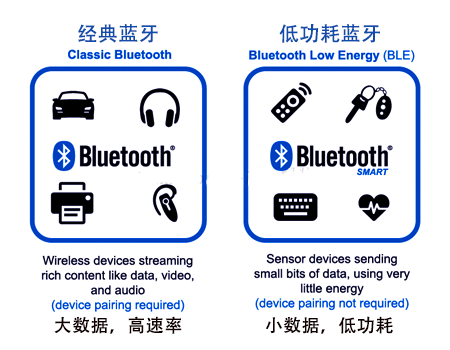 经典蓝牙
Classic Bluetooth
Bluetooth®
Wireless devices streaming
rich content like data, video,
and audio
(device pairing required)
大数据，高速率
低功耗蓝牙
Bluetooth Low Energy (BLE)
Bluetooth®
SMART
Sensor devices sending
small bits of data, using very
little energy
(device pairing not required)
小数据，低功耗